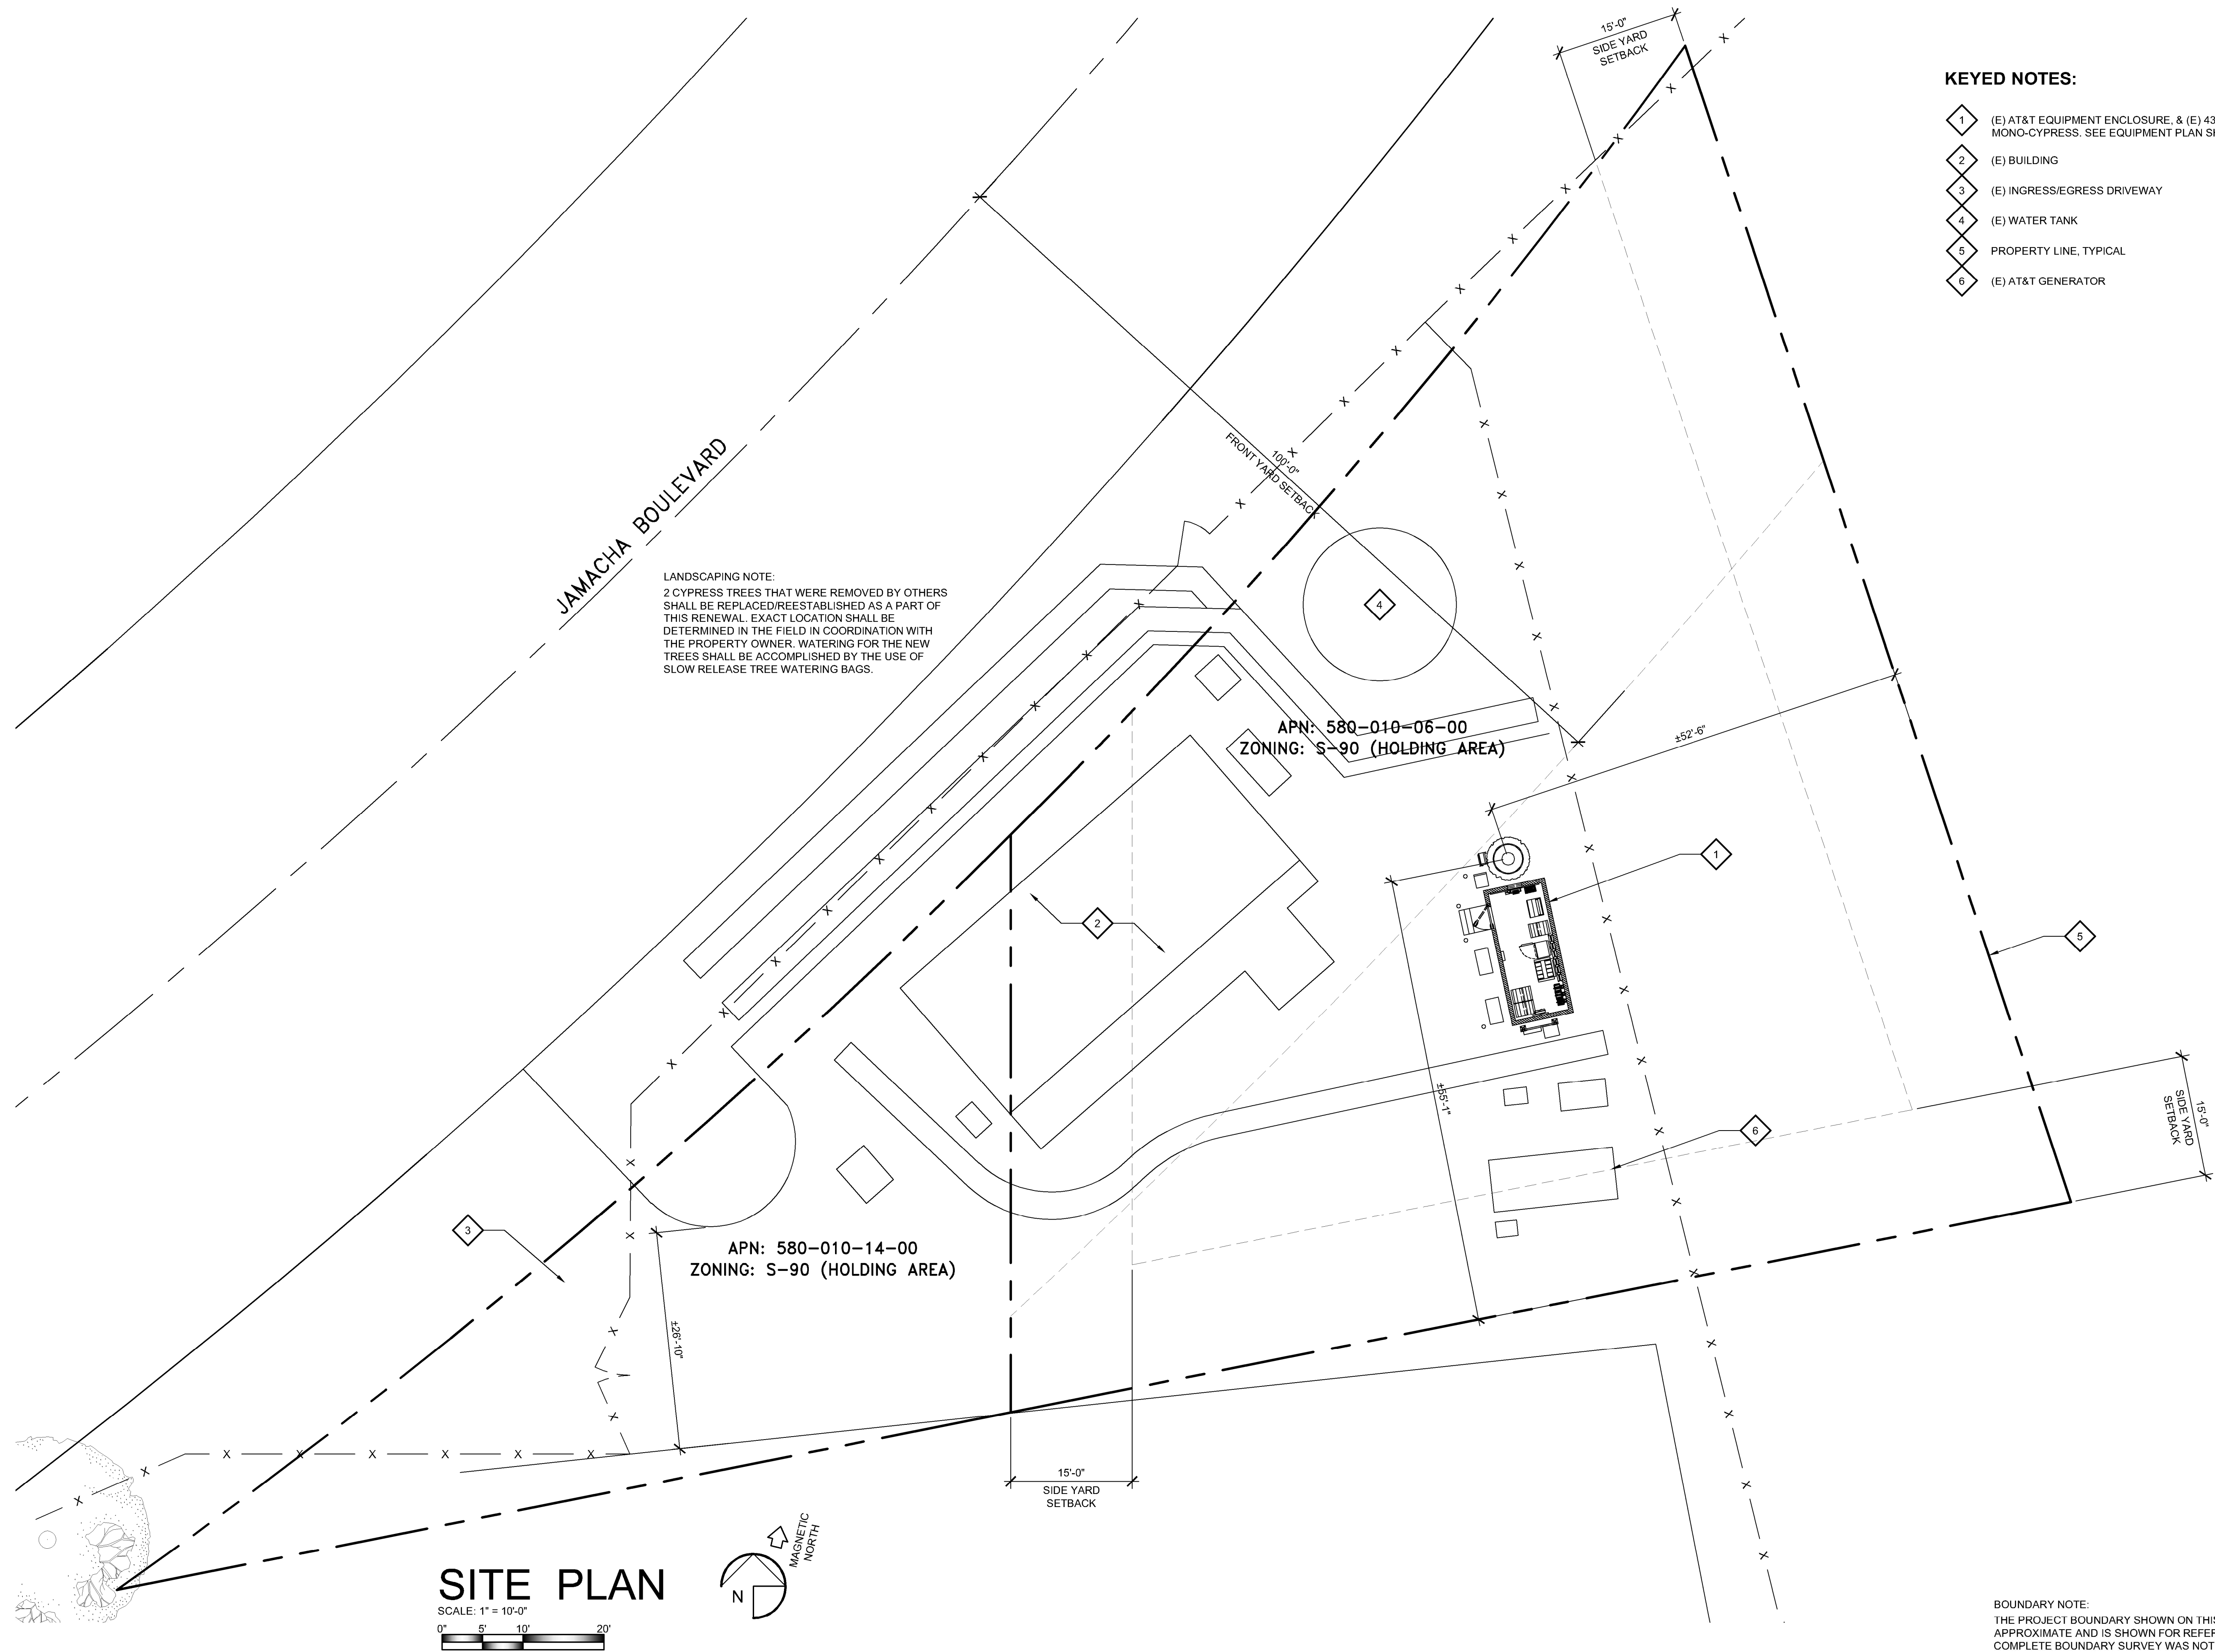 15'-0"
SIDE YARD
SETBACK
KEYED NOTES:
1 (E) AT&T EQUIPMENT ENCLOSURE, & (E) 43
MONO-CYPRESS. SEE EQUIPMENT PLAN
2 (E) BUILDING
3 (E) INGRESS/EGRESS DRIVEWAY
4 (E) WATER TANK
5 PROPERTY LINE, TYPICAL
6 (E) AT&T GENERATOR
JAMACHA BOULEVARD
100'-0"
FRONT YARD SETBACK
LANDSCAPING NOTE:
2 CYPRESS TREES THAT WERE REMOVED BY OTHERS
SHALL BE REPLACED/REESTABLISHED AS A PART OF
THIS RENEWAL. EXACT LOCATION SHALL BE
DETERMINED IN THE FIELD IN COORDINATION WITH
THE PROPERTY OWNER. WATERING FOR THE NEW
TREES SHALL BE ACCOMPLISHED BY THE USE OF
SLOW RELEASE TREE WATERING BAGS.
4
APN: 580-010-06-00
ZONING: S-90 (HOLDING AREA)
±52'-6"
1
2
5
±55'-1"
6
15'-0"
SIDE YARD
SETBACK
3
APN: 580-010-14-00
ZONING: S-90 (HOLDING AREA)
±26'-10"
15'-0"
SIDE YARD
SETBACK
SITE PLAN
SCALE: 1" = 10'-0"
0" 5' 10' 20'
N
MAGNETIC
NORTH
BOUNDARY NOTE:
THE PROJECT BOUNDARY SHOWN ON
APPROXIMATE AND IS SHOWN FOR
COMPLETE BOUNDARY SURVEY WAS NOT